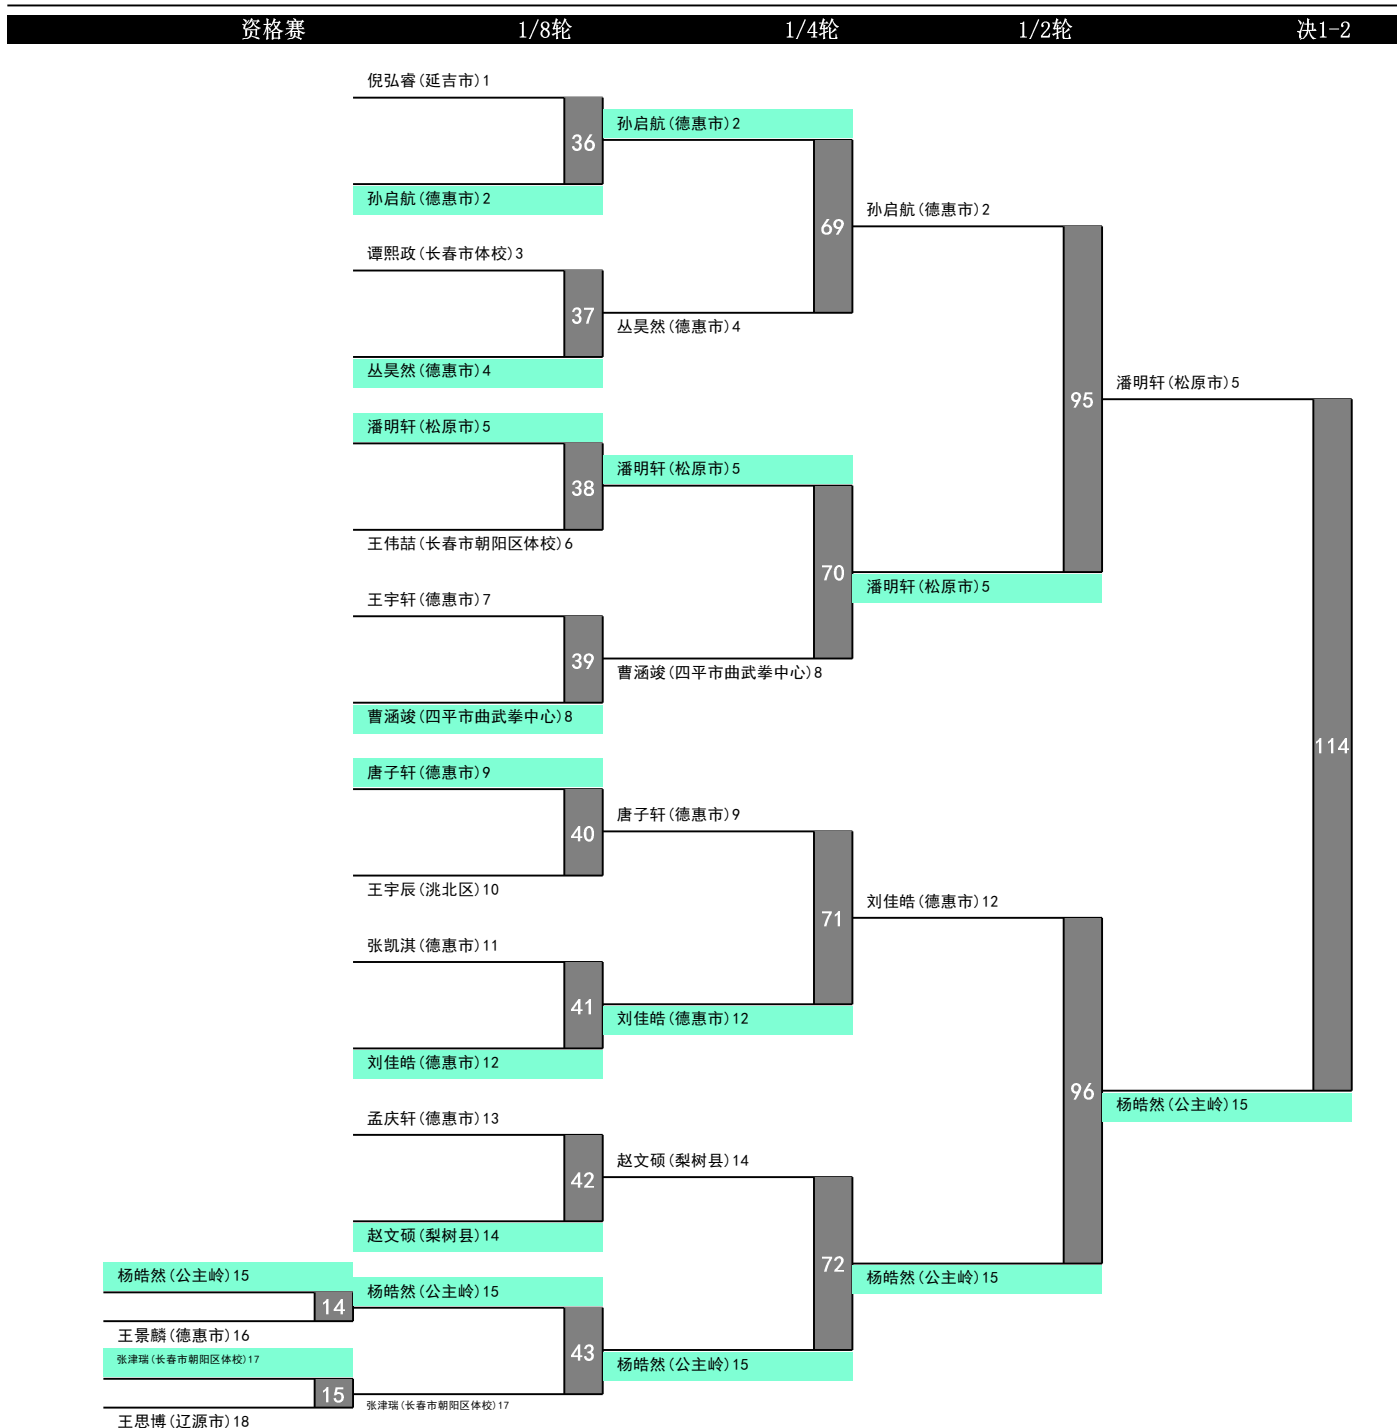 资格赛 1/8轮 1/4轮 1/2轮 决1-2
倪弘睿(延吉市)1
36
孙启航(德惠市)2
孙启航(德惠市)2
69
孙启航(德惠市)2
谭熙政(长春市体校)3
37
丛昊然(德惠市)4
丛昊然(德惠市)4
95
潘明轩(松原市)5
潘明轩(松原市)5
38
潘明轩(松原市)5
王伟喆(长春市朝阳区体校)6
70
潘明轩(松原市)5
王宇轩(德惠市)7
39
曹涵竣(四平市曲武拳中心)8
曹涵竣(四平市曲武拳中心)8
114
唐子轩(德惠市)9
40
唐子轩(德惠市)9
王宇辰(洮北区)10
71
刘佳皓(德惠市)12
张凯淇(德惠市)11
41
刘佳皓(德惠市)12
刘佳皓(德惠市)12
96
杨皓然(公主岭)15
孟庆轩(德惠市)13
42
赵文硕(梨树县)14
赵文硕(梨树县)14
72
杨皓然(公主岭)15
杨皓然(公主岭)15
14
杨皓然(公主岭)15
王景麟(德惠市)16
43
杨皓然(公主岭)15
张津瑞(长春市朝阳区体校)17
15
张津瑞(长春市朝阳区体校)17
王思博(辽源市)18